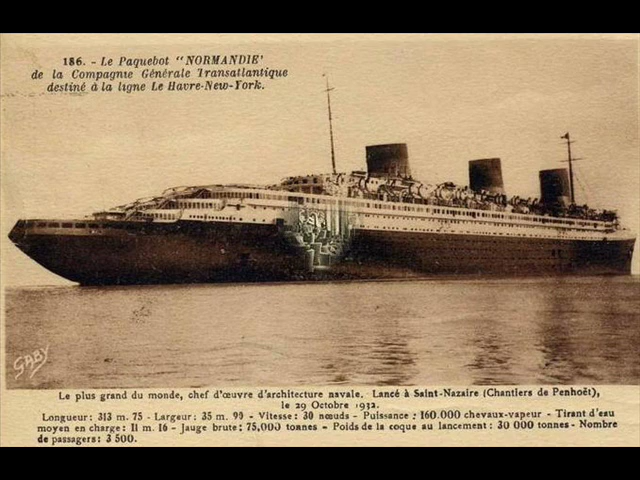 186. - Le Paquebot "NORMANDIE'
de la Compagnie Générale Transatlantique
destiné à la ligne Le Havre-New-York.
GABY
Le plus grand du monde, chef d'œuvre d'architecture navale. Lancé à Saint-Nazaire (Chantiers de Penhoët),
le 29 Octobre 1932.
Longueur: 313 m. 75 - Largeur: 35 m. 99 - Vitesse: 30 nœuds - Puissance: 160.000 chevaux-vapeur - Tirant d'eau
moyen en charge: 11 m. 16 - Jauge brute: 75,000 tonnes - Poids de la coque au lancement: 30 000 tonnes - Nombre
de passagers: 3 500.